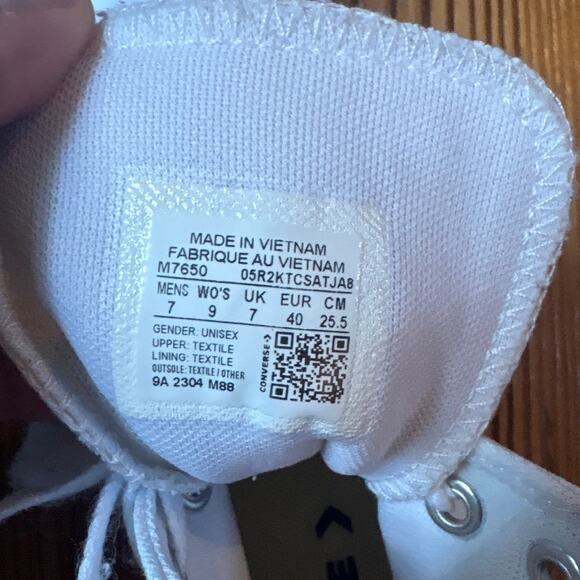 MADE IN VIETNAM
FABRIQUE AU VIETNAM
M7650 05R2KTCSATJA8
MENS WO'S UK EUR CM
7 9 7 40 25.5
GENDER: UNISEX
UPPER: TEXTILE
LINING: TEXTILE
OUTSOLE: TEXTILE / OTHER
9A 2304 M88
CONVERSE